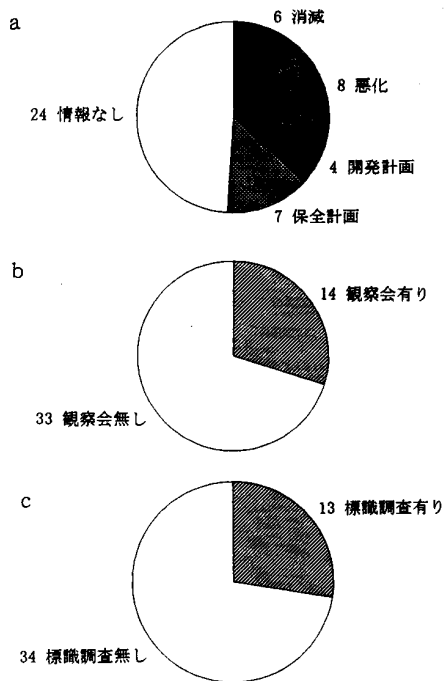 a
6 消減
8 悪化
24 情報なし
4 開発計画
7 保全計画
b
14 観察会有り
33 観察会無し
c
13 標識調査有り
34 標識調査無し